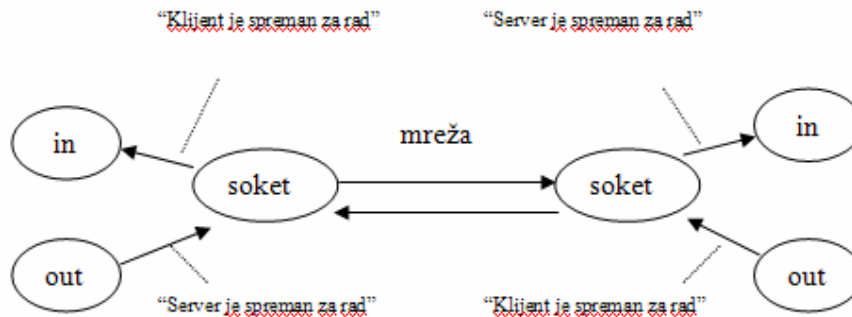 “Klijent je spreman za rad”
“Server je spreman za rad”
in
mreža
in
soket
soket
out
out
“Server je spreman za rad”
“Klijent je spreman za rad”